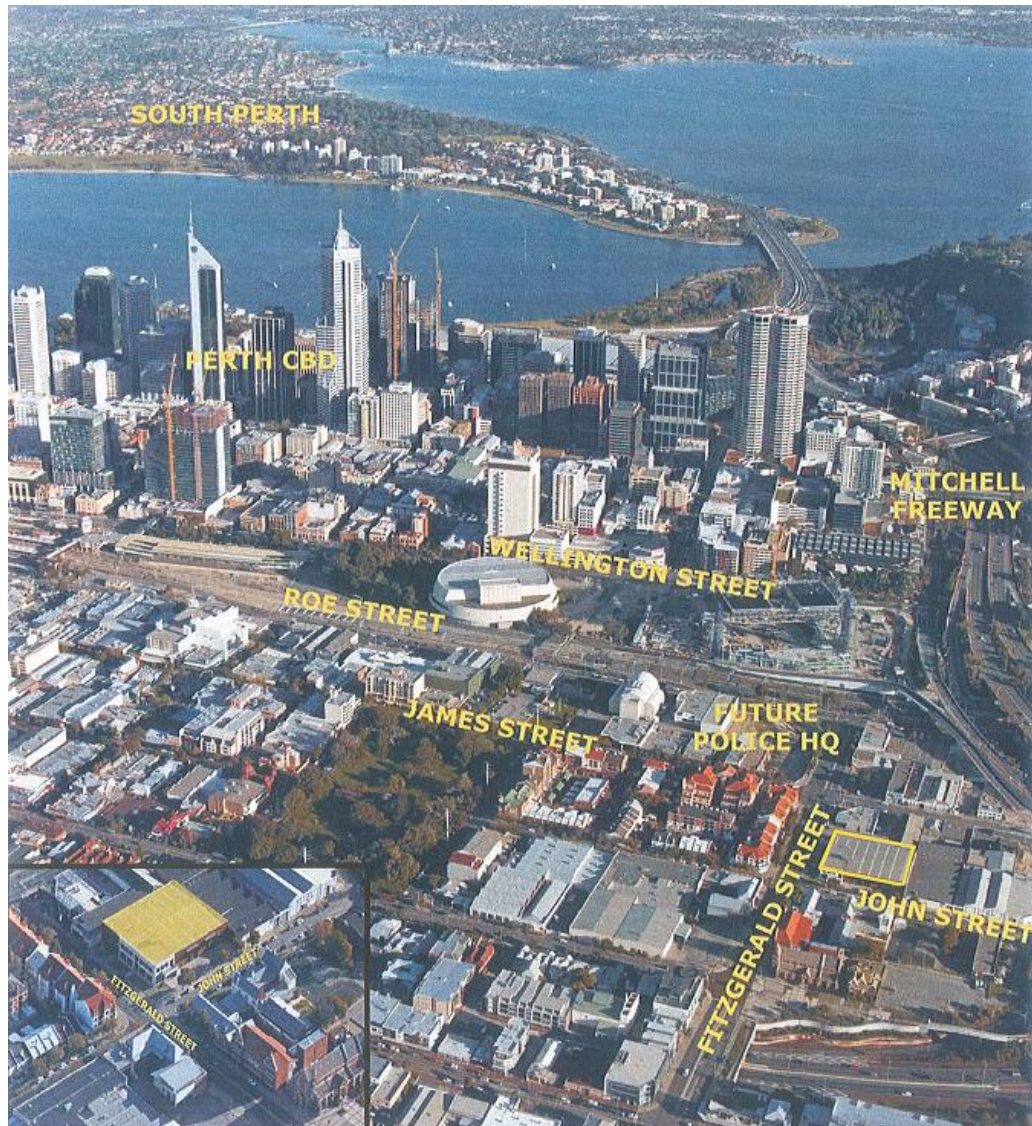 SOUTH PERTH
PERTH CBD
MITCHELL
FREEWAY
WELLINGTON STREET
ROE STREET
JAMES STREET
FUTURE
POLICE HQ
FITZGERALD STREET
JOHN STREET
JOHN STREET
FITZGERALD STREET